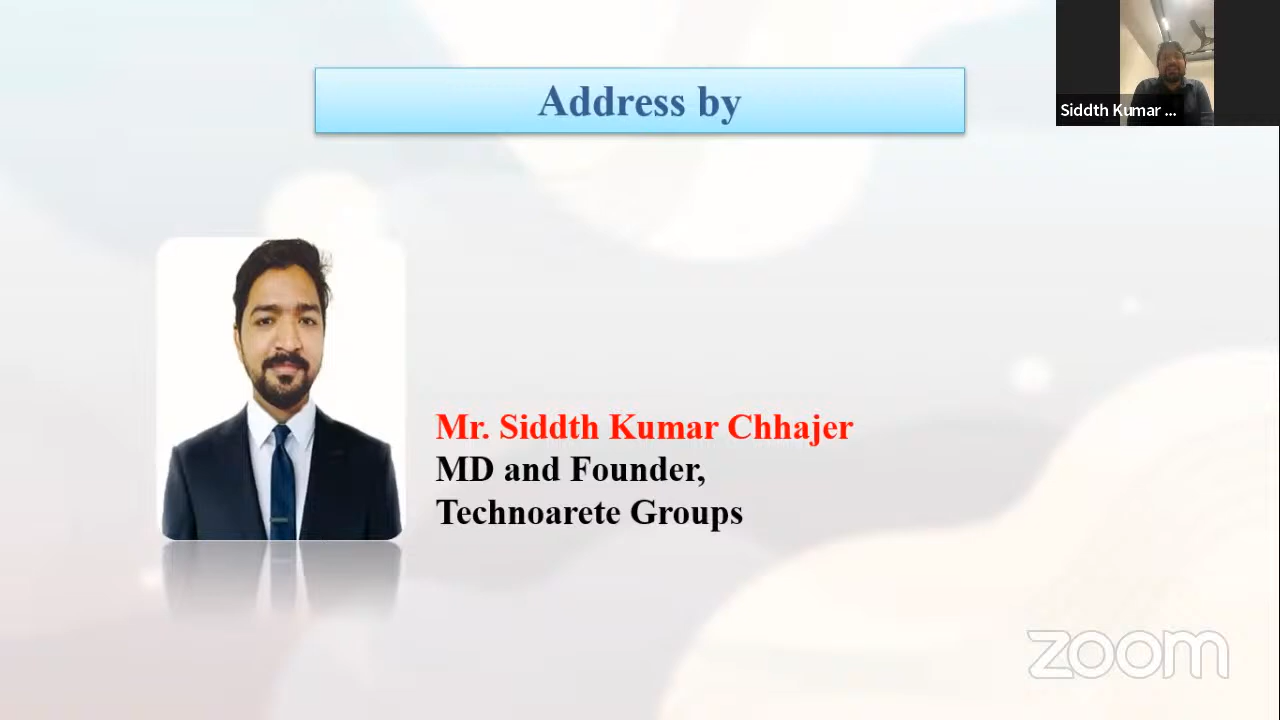 Address by
Siddth Kumar ...
Mr. Siddth Kumar Chhajer
MD and Founder,
Technoarete Groups
zoom